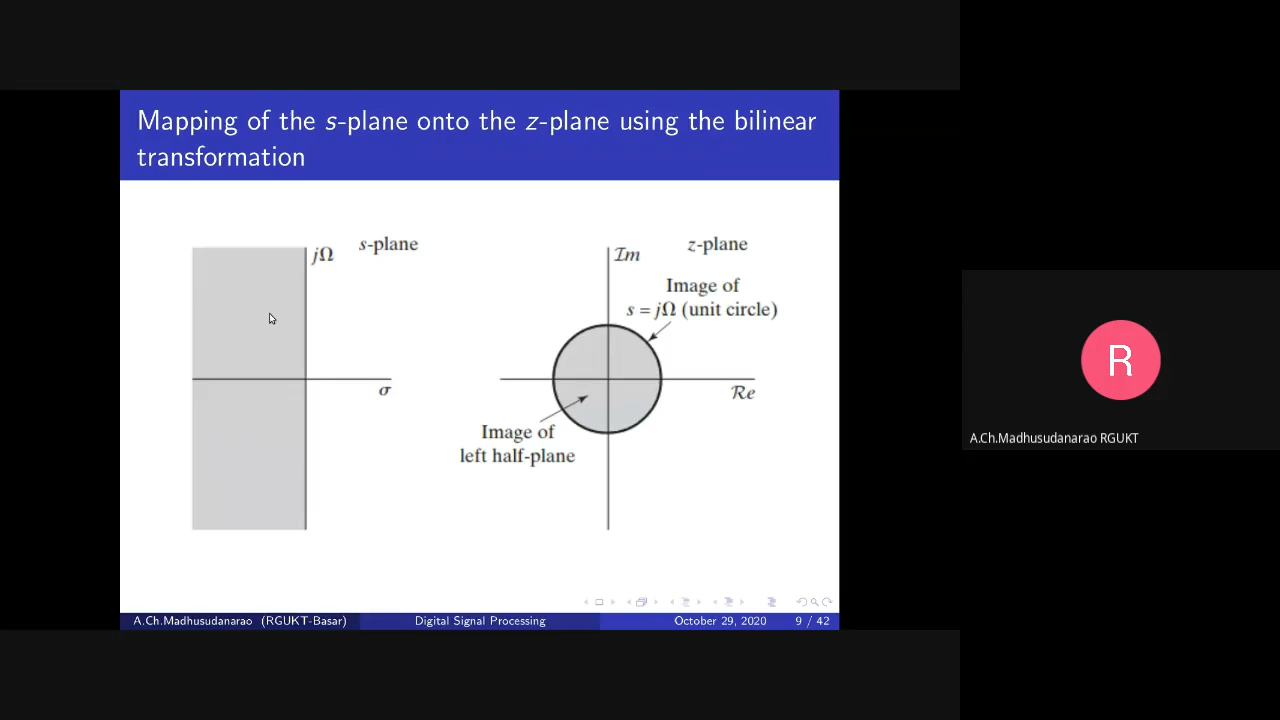 Mapping of the s-plane onto the z-plane using the bilinear
transformation
jΩ
s-plane
σ
Im
z-plane
Image of
s = jΩ (unit circle)
Re
Image of
left half-plane
A.Ch.Madhusudanarao (RGUKT-Basar)
Digital Signal Processing
October 29, 2020
9 / 42
R
A.Ch.Madhusudanarao RGUKT